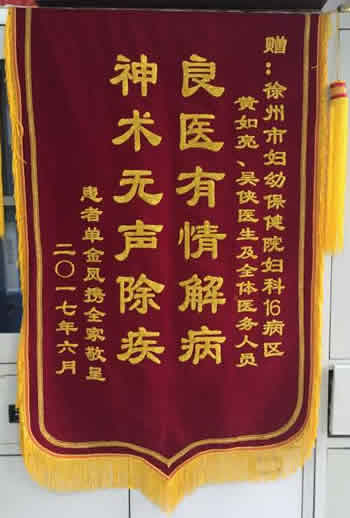 赠：徐州市妇幼保健院妇科16病区
黄如亮、吴侠医生及全体医务人员
良医有情解病
神术无声除疾
患者单金凤携全家敬呈
二〇一七年六月